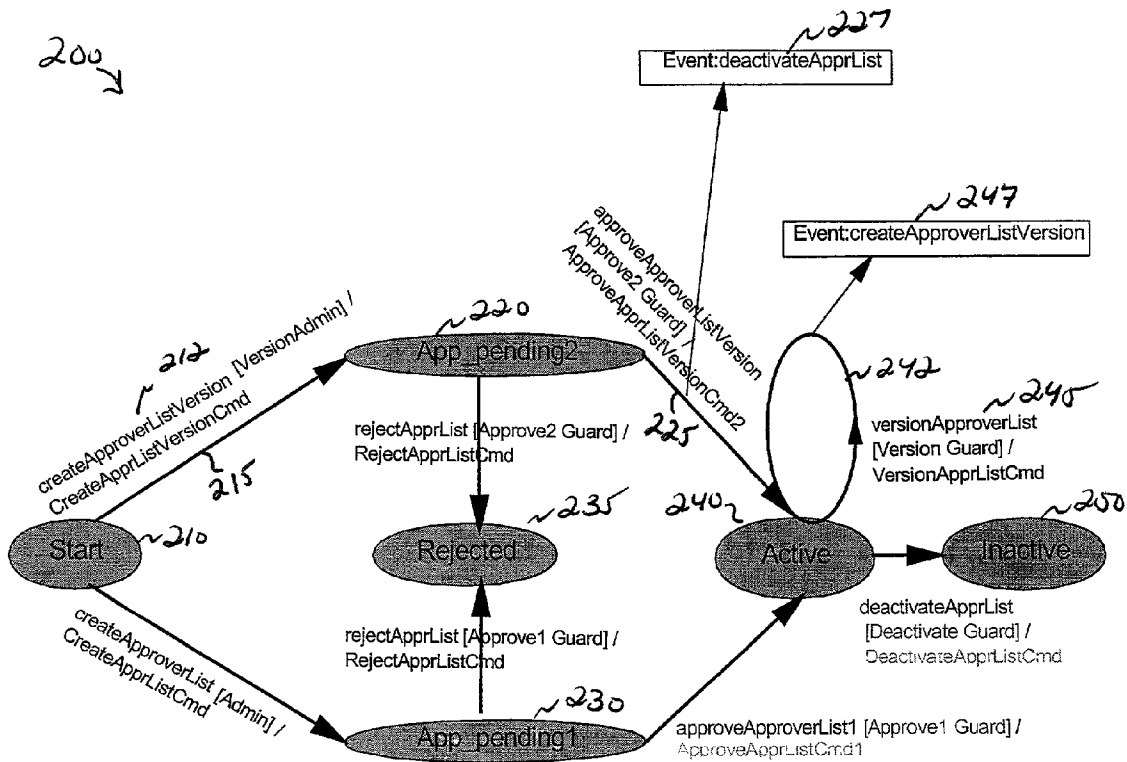 200
~227
Event:deactivateApprList
~247
Event:createApproverListVersion
approveApproverListVersion
[Approve2 Guard] /
ApproveApprListVersionCmd2
225
~220
App_pending2
~212
createApproverListVersion [VersionAdmin] /
CreateApprListVersionCmd
215
rejectApprList [Approve2 Guard] /
RejectApprListCmd
~242
~245
versionApproverList
[Version Guard] /
VersionApprListCmd
Start
~210
Rejected
~235
240
Active
Inactive
~250
createApproverList [Admin] /
CreateApprListCmd
rejectApprList [Approve1 Guard] /
RejectApprListCmd
deactivateApprList
[Deactivate Guard] /
DeactivateApprListCmd
App_pending1
~230
approveApproverList1 [Approve1 Guard] /
ApproveApprListCmd1